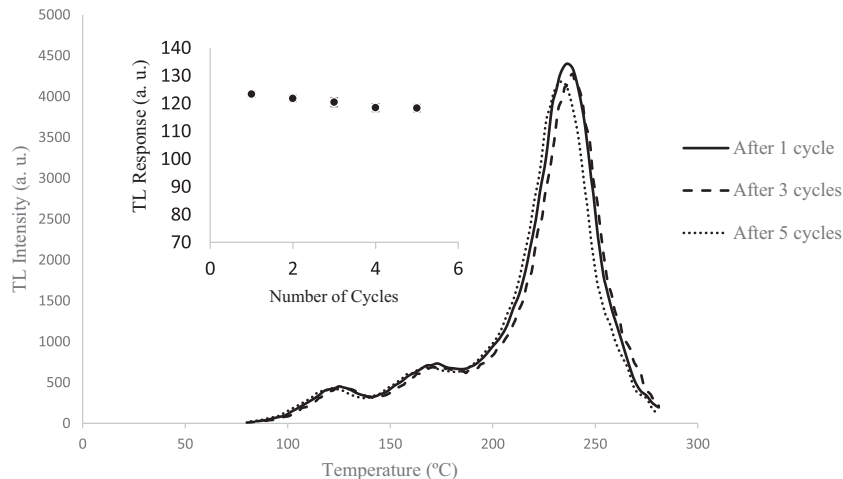 5000
4500
4000
3500
3000
2500
2000
1500
1000
500
0
TL Intensity (a. u.)
0 50 100 150 200 250 300
Temperature (ºC)
140
130
120
110
100
90
80
70
TL Response (a. u.)
0 2 4 6
Number of Cycles
After 1 cycle
After 3 cycles
After 5 cycles